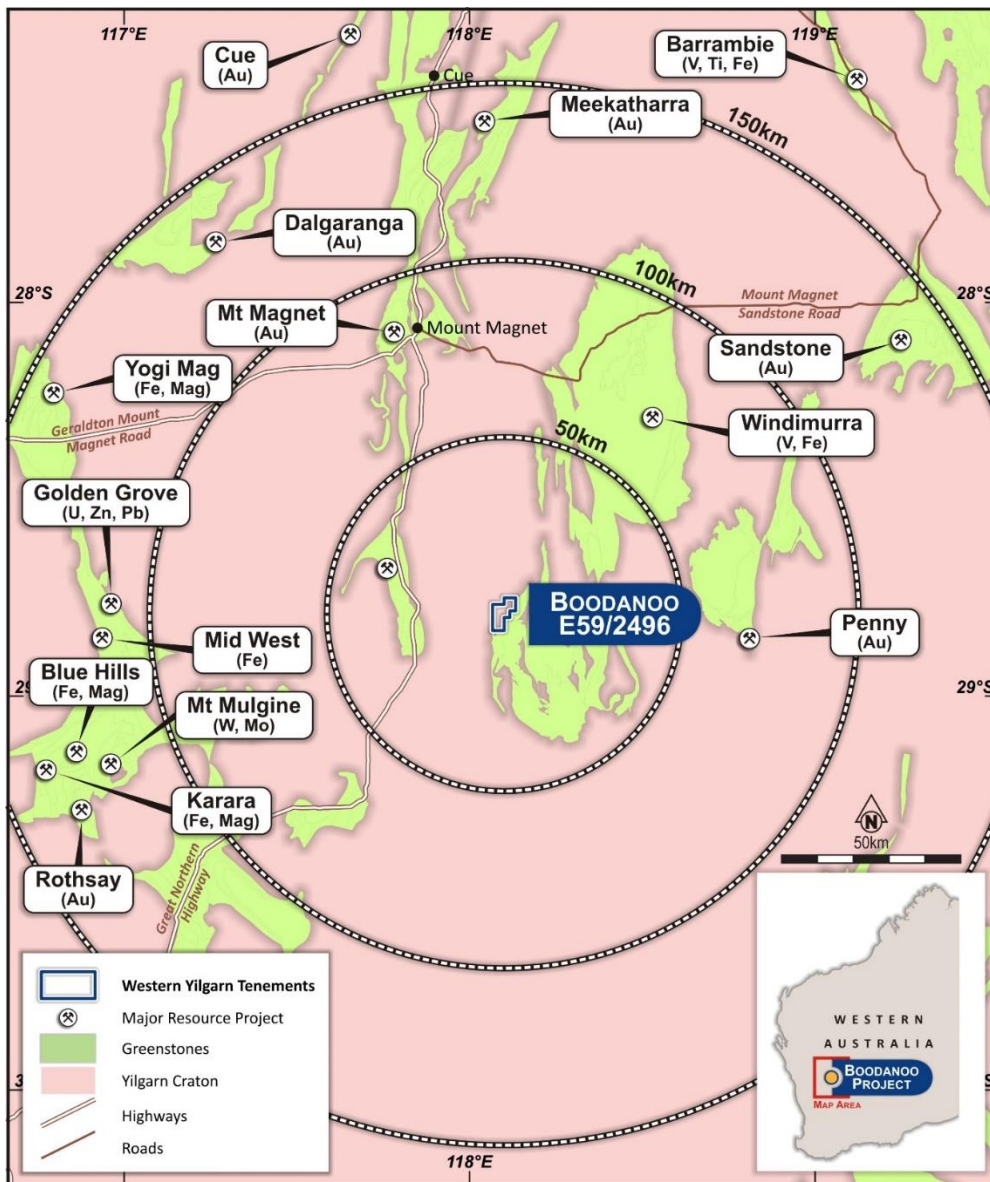 117°E
118°E
119°E
Cue
(Au)
Cue
Barrambie
(V, Ti, Fe)
Meekatharra
(Au)
150km
Dalgaranga
(Au)
28°S
28°S
100km
Mount Magnet
Sandstone Road
Mt Magnet
(Au)
Mount Magnet
Sandstone
(Au)
Yogi Mag
(Fe, Mag)
Geraldton Mount
Magnet Road
50km
Windimurra
(V, Fe)
Golden Grove
(U, Zn, Pb)
BOODANOO
E59/2496
Mid West
(Fe)
Penny
(Au)
Blue Hills
(Fe, Mag)
Mt Mulgine
(W, Mo)
29°S
29°S
Karara
(Fe, Mag)
N
50km
Rothsay
(Au)
Great Northern
Highway
Western Yilgarn Tenements
Major Resource Project
Greenstones
Yilgarn Craton
Highways
Roads
118°E
WESTERN
AUSTRALIA
BOODANOO
PROJECT
MAP AREA